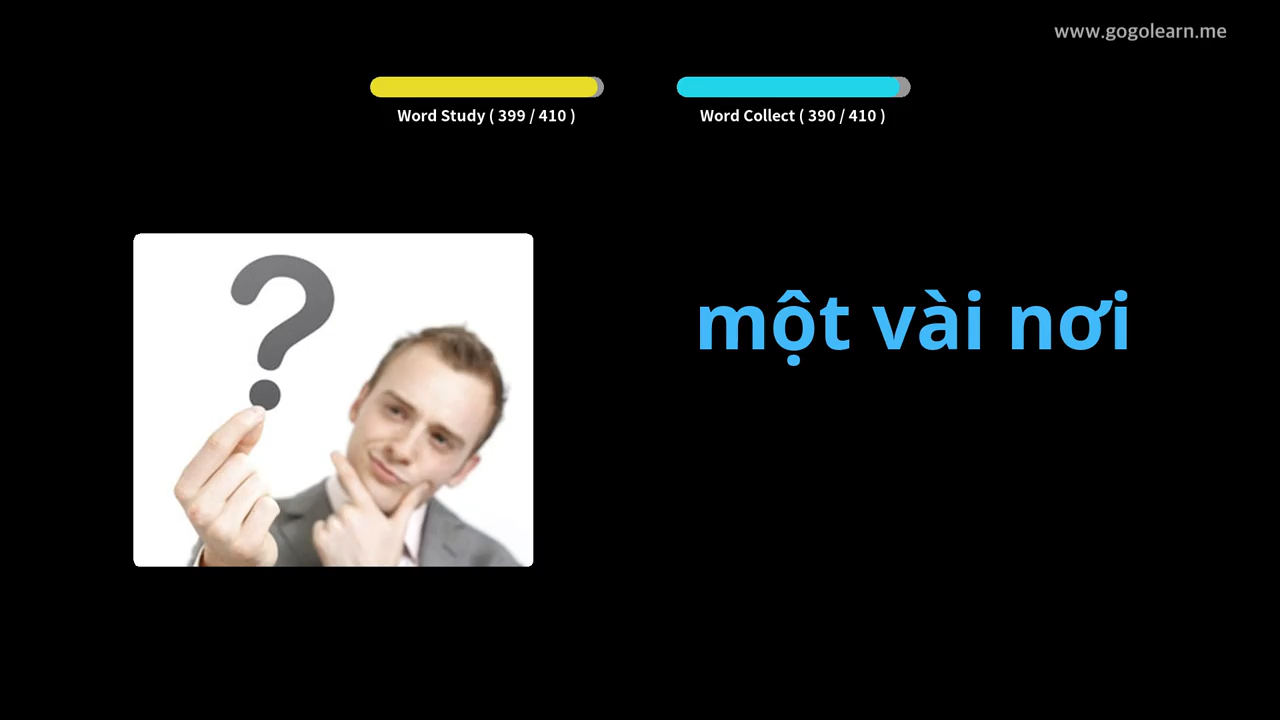 www.gogolearn.me
Word Study ( 399 / 410 )
Word Collect ( 390 / 410 )
?
một vài nơi